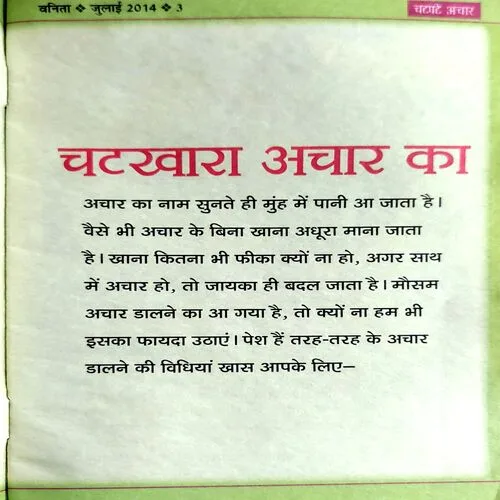 वनिता ❖ जुलाई 2014 ❖ 3
चटपटे अचार
चटखारा अचार का
अचार का नाम सुनते ही मुंह में पानी आ जाता है।
वैसे भी अचार के बिना खाना अधूरा माना जाता
है। खाना कितना भी फीका क्यों ना हो, अगर साथ
में अचार हो, तो जायका ही बदल जाता है। मौसम
अचार डालने का आ गया है, तो क्यों ना हम भी
इसका फायदा उठाएं। पेश हैं तरह-तरह के अचार
डालने की विधियां खास आपके लिए–